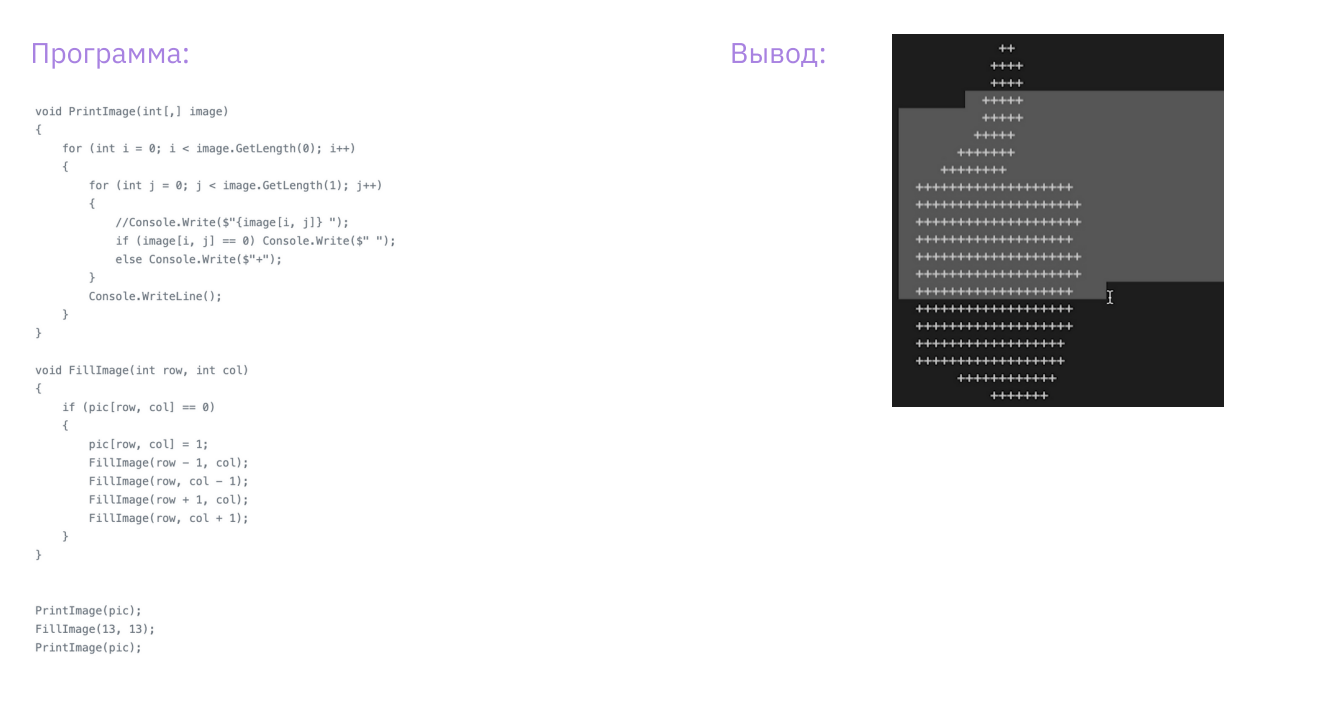 Программа:
void PrintImage(int[,] image)
{
    for (int i = 0; i < image.GetLength(0); i++)
    {
        for (int j = 0; j < image.GetLength(1); j++)
        {
            //Console.Write($"{image[i, j]} ");
            if (image[i, j] == 0) Console.Write($" ");
            else Console.Write($"+");
        }
        Console.WriteLine();
    }
}
void FillImage(int row, int col)
{
    if (pic[row, col] == 0)
    {
        pic[row, col] = 1;
        FillImage(row - 1, col);
        FillImage(row, col - 1);
        FillImage(row + 1, col);
        FillImage(row, col + 1);
    }
}
PrintImage(pic);
FillImage(13, 13);
PrintImage(pic);
Вывод:
          ++
         ++++
         ++++
        +++++
        +++++
       +++++
     +++++++
   ++++++++
+++++++++++++++++++
++++++++++++++++++++
++++++++++++++++++++
+++++++++++++++++++
++++++++++++++++++++
++++++++++++++++++++
+++++++++++++++++++
+++++++++++++++++++
+++++++++++++++++++
++++++++++++++++++
++++++++++++++++++
     ++++++++++++
         +++++++